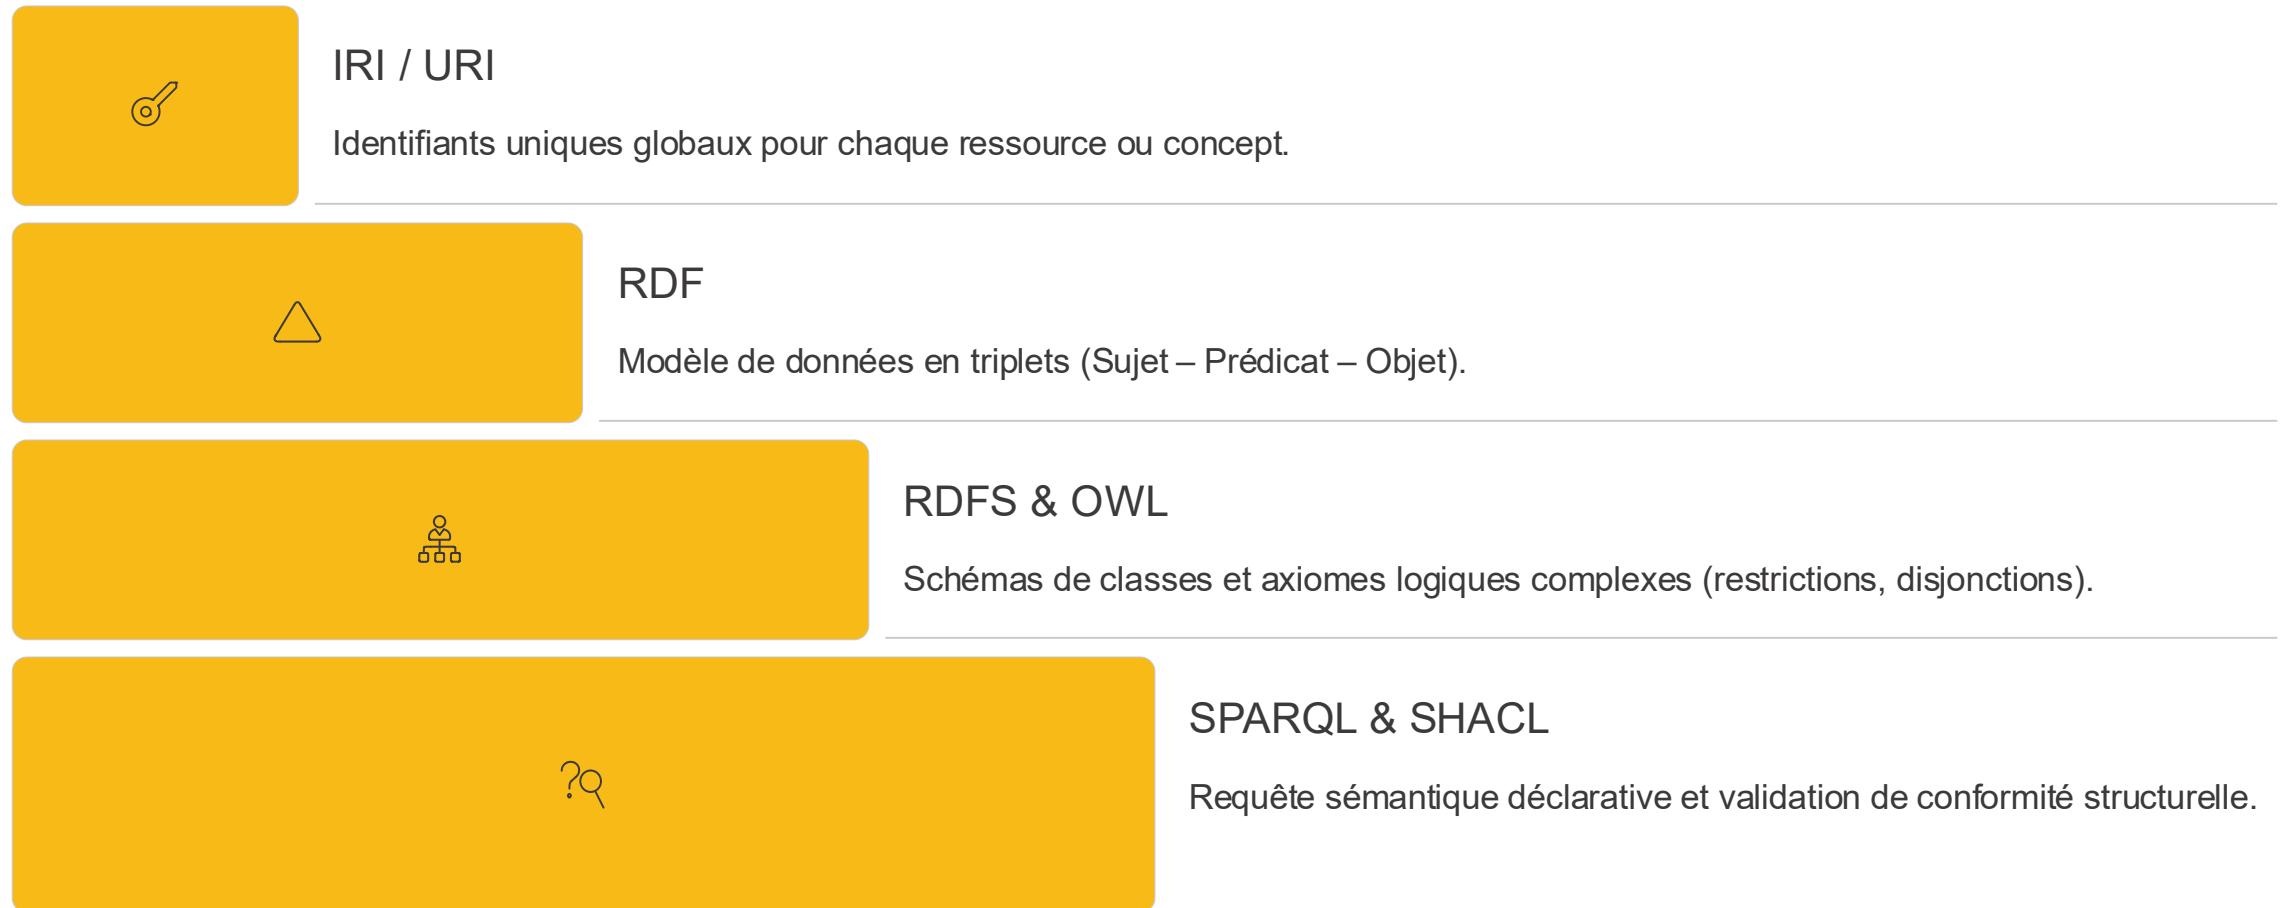 IRI / URI
Identifiants uniques globaux pour chaque ressource ou concept.
RDF
Modèle de données en triplets (Sujet – Prédicat – Objet).
RDFS & OWL
Schémas de classes et axiomes logiques complexes (restrictions, disjonctions).
SPARQL & SHACL
Requête sémantique déclarative et validation de conformité structurelle.